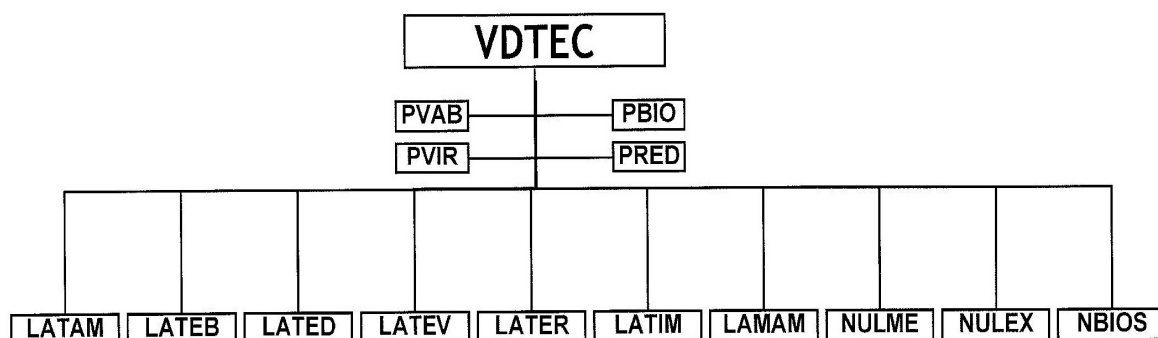 VDTEC
PVAB PBIO
PVIR PRED
LATAM LATEB LATED LATEV LATER LATIM LAMAM NULME NULEX NBIOS